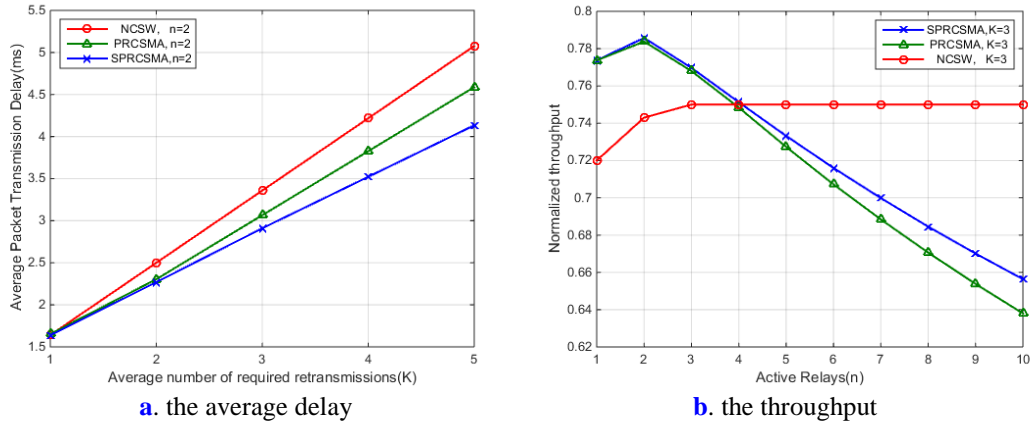 Average Packet Transmission Delay(ms)
5.5
5
4.5
4
3.5
3
2.5
2
1.5
NCSW, n=2
PRCSMA, n=2
SPRCSMA,n=2
1 2 3 4 5
Average number of required retransmissions(K)
a. the average delay
Normalized throughput
0.8
0.78
0.76
0.74
0.72
0.7
0.68
0.66
0.64
0.62
SPRCSMA,K=3
PRCSMA, K=3
NCSW, K=3
1 2 3 4 5 6 7 8 9 10
Active Relays(n)
b. the throughput